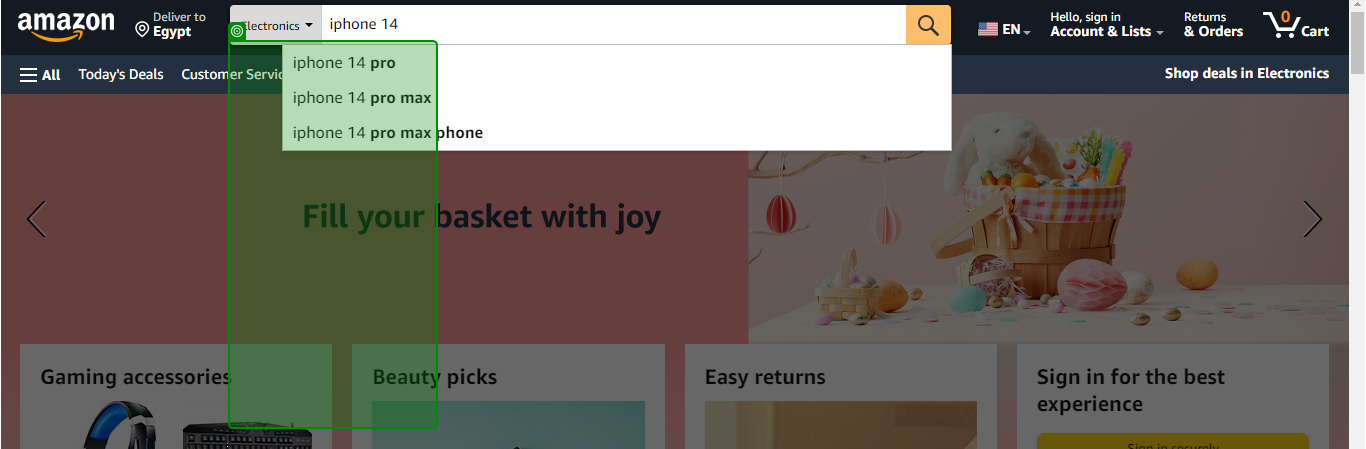 amazon
Deliver to
Egypt
Electronics
iphone 14
EN
Hello, sign in
Account & Lists
Returns
& Orders
0
Cart
All
Today's Deals
Customer Servic
Shop deals in Electronics
iphone 14 pro
iphone 14 pro max
iphone 14 pro max phone
Fill your basket with joy
Gaming accessories
Beauty picks
Easy returns
Sign in for the best
experience
Sign in securely